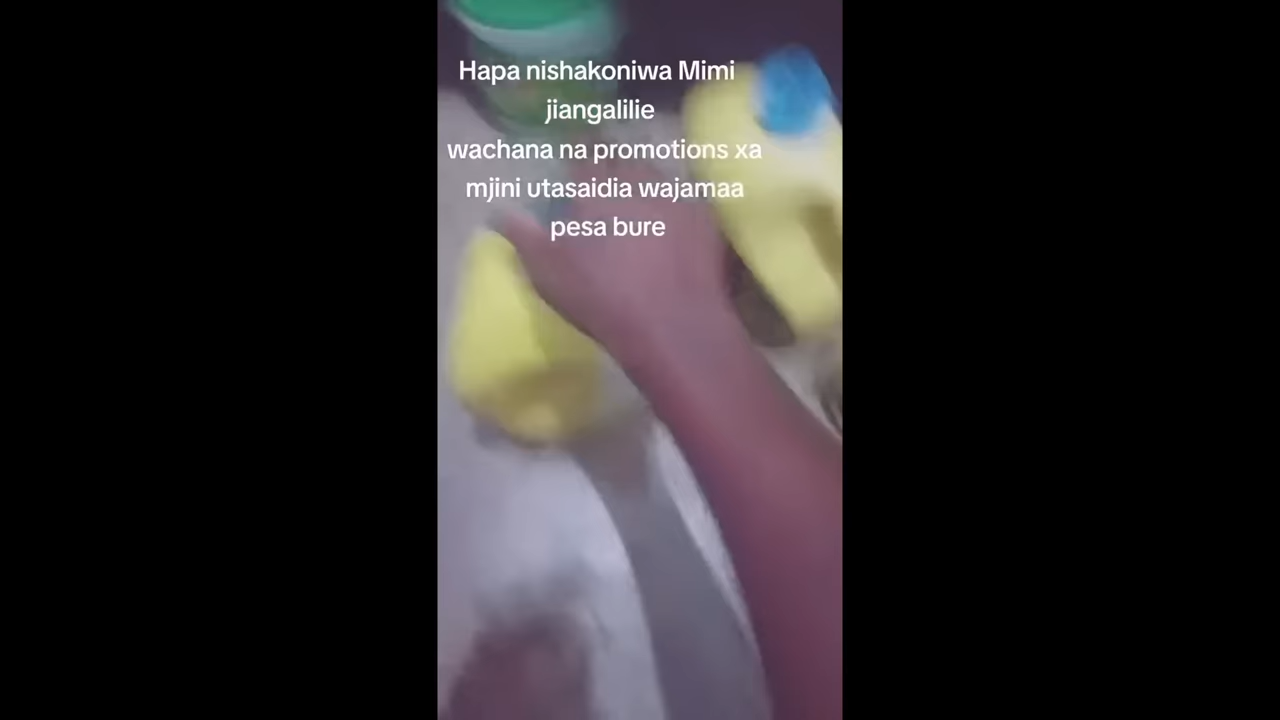 Hapa nishakoniwa Mimi
jiangalilie
wachana na promotions xa
mjini utasaidia wajamaa
pesa bure